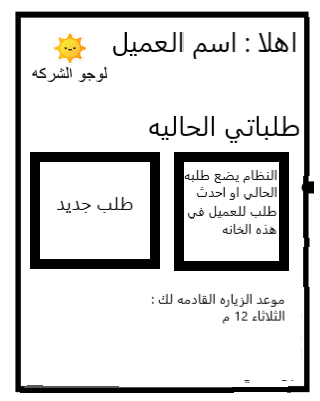 اهلا : اسم العميل
لوجو الشركه
طلباتي الحاليه
النظام يضع طلبه
الحالي او احدث
طلب للعميل في
هذه الخانه
طلب جديد
موعد الزياره القادمه لك :
الثلاثاء 12 م